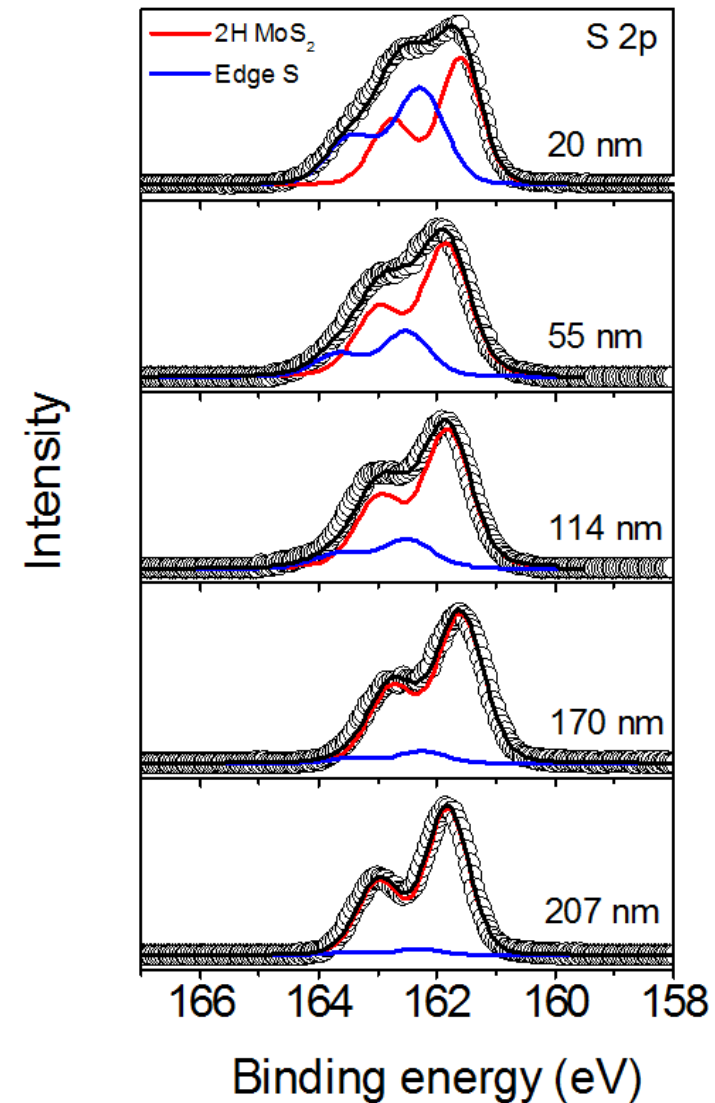 2H MoS₂
Edge S
S 2p
20 nm
55 nm
114 nm
170 nm
207 nm
Intensity
166 164 162 160 158
Binding energy (eV)